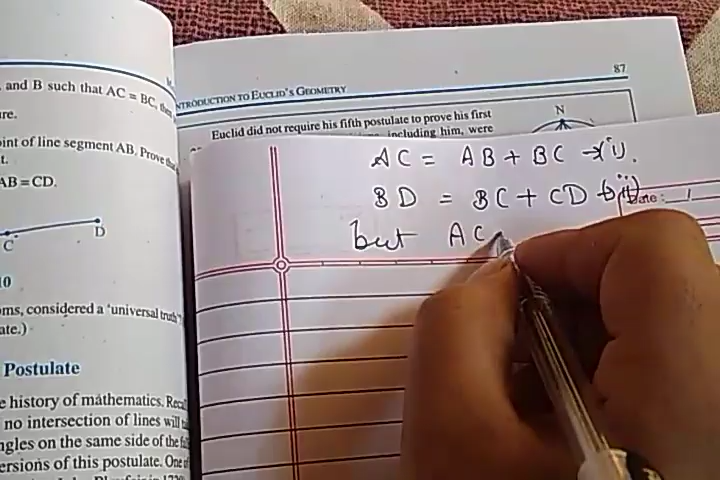 and B such that AC = BC,
oint of line segment AB. Prove
AB = CD.
C D
oms, considered a 'universal truth'
ate.)
Postulate
e history of mathematics.
no intersection of lines will
ngles on the same side of the
ersions of this postulate. One
87
NTRODUCTION TO EUCLID'S GEOMETRY
Euclid did not require his fifth postulate to prove his first
including him, were
N
AC = AB + BC → (i).
BD = BC + CD → (ii)
Date:
but AC